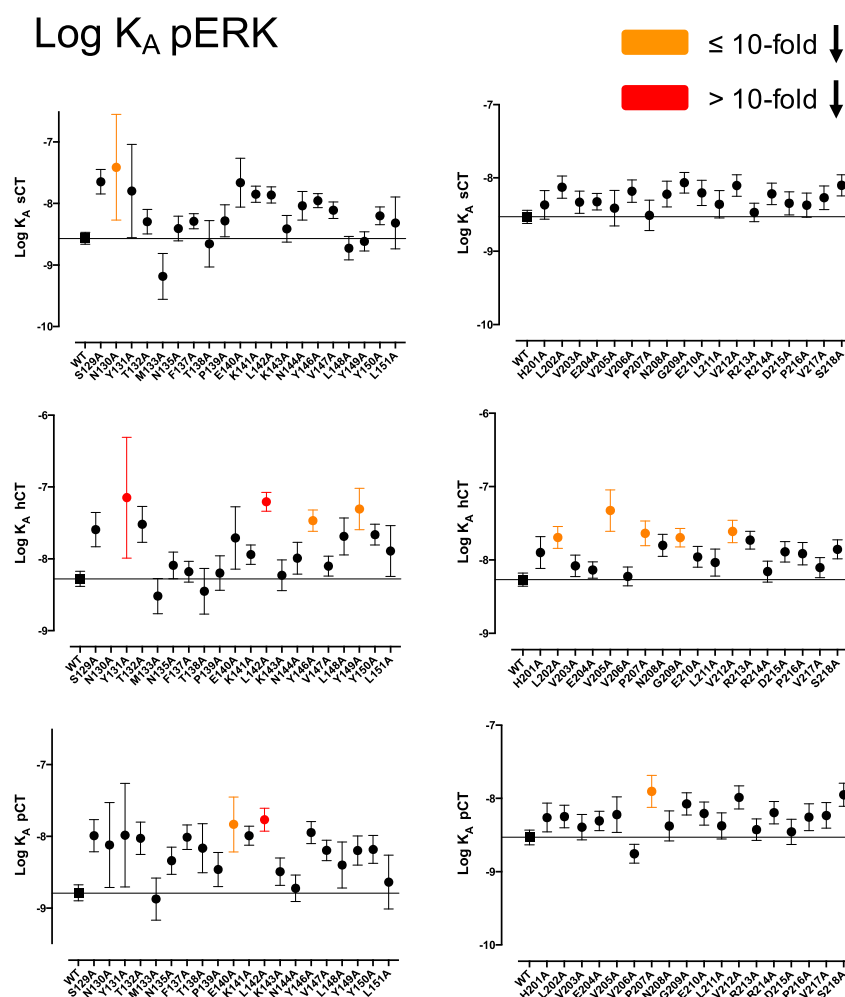 Log K_A pERK
≤ 10-fold ↓
> 10-fold ↓
Log K_A sCT
-7
-8
-9
-10
WT S129A N130A Y131A T132A M133A N135A F137A T138A P139A E140A K141A L142A K143A N144A Y146A V147A L148A Y149A Y150A L151A
Log K_A sCT
-7
-8
-9
-10
WT H201A L202A V203A E204A V205A V206A P207A N208A G209A E210A L211A V212A R213A R214A D215A P216A V217A S218A
Log K_A hCT
-6
-7
-8
-9
WT S129A N130A Y131A T132A M133A N135A F137A T138A P139A E140A K141A L142A K143A N144A Y146A V147A L148A Y149A Y150A L151A
Log K_A hCT
-6
-7
-8
-9
WT H201A L202A V203A E204A V205A V206A P207A N208A G209A E210A L211A V212A R213A R214A D215A P216A V217A S218A
Log K_A pCT
-7
-8
-9
WT S129A N130A Y131A T132A M133A N135A F137A T138A P139A E140A K141A L142A K143A N144A Y146A V147A L148A Y149A Y150A L151A
Log K_A pCT
-7
-8
-9
-10
WT H201A L202A V203A E204A V205A V206A P207A N208A G209A E210A L211A V212A R213A R214A D215A P216A V217A S218A